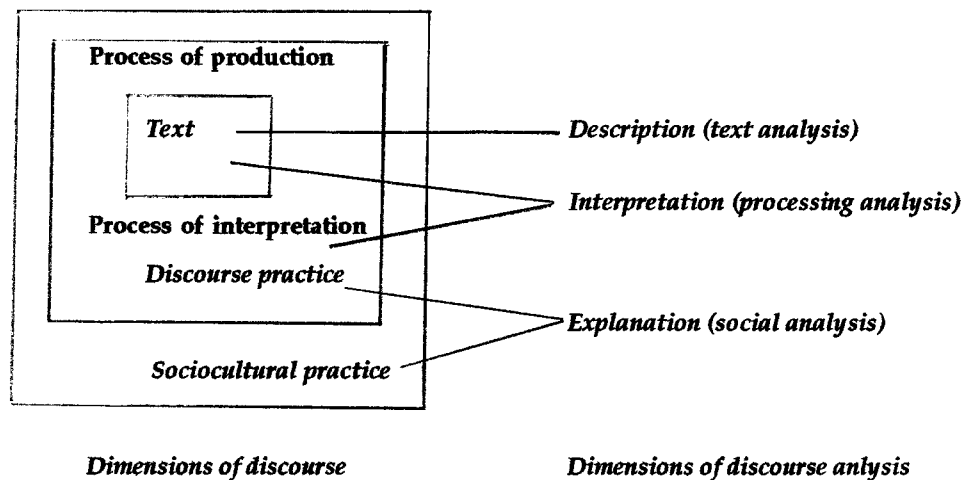 Process of production
Text
Description (text analysis)
Interpretation (processing analysis)
Process of interpretation
Discourse practice
Explanation (social analysis)
Sociocultural practice
Dimensions of discourse
Dimensions of discourse anlysis